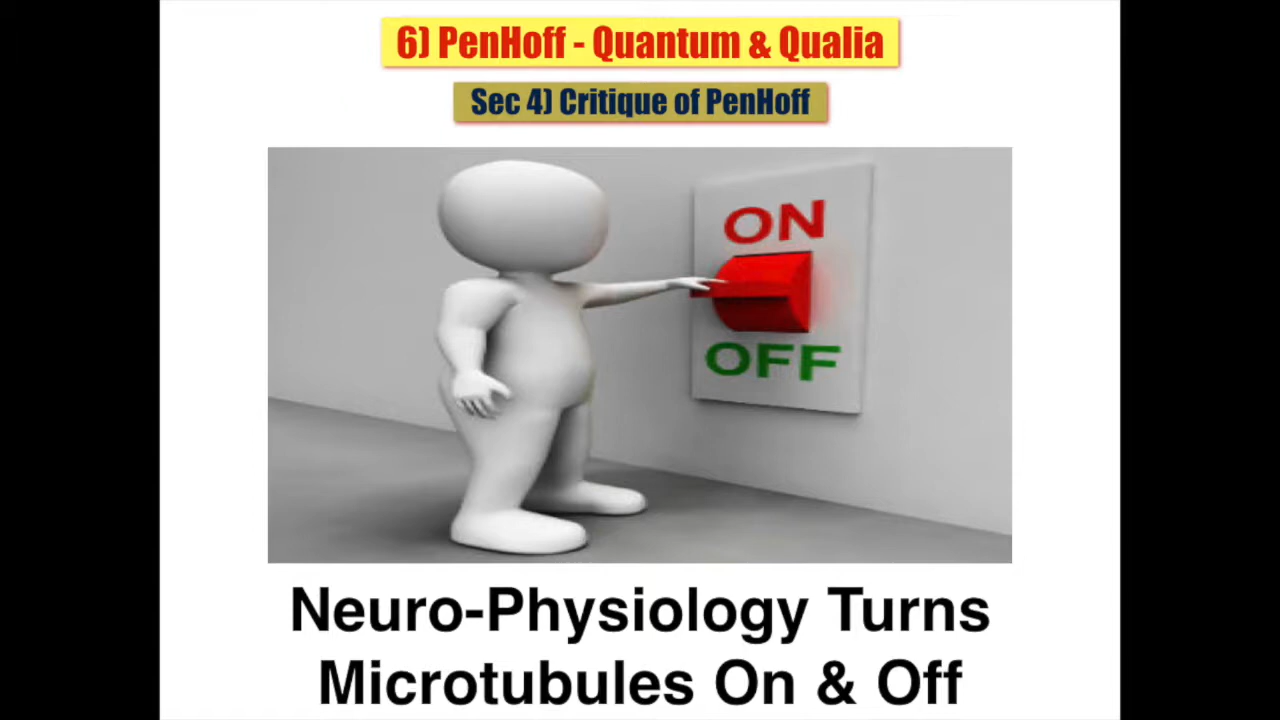 6) PenHoff - Quantum & Qualia
Sec 4) Critique of PenHoff
ON
OFF
Neuro-Physiology Turns
Microtubules On & Off